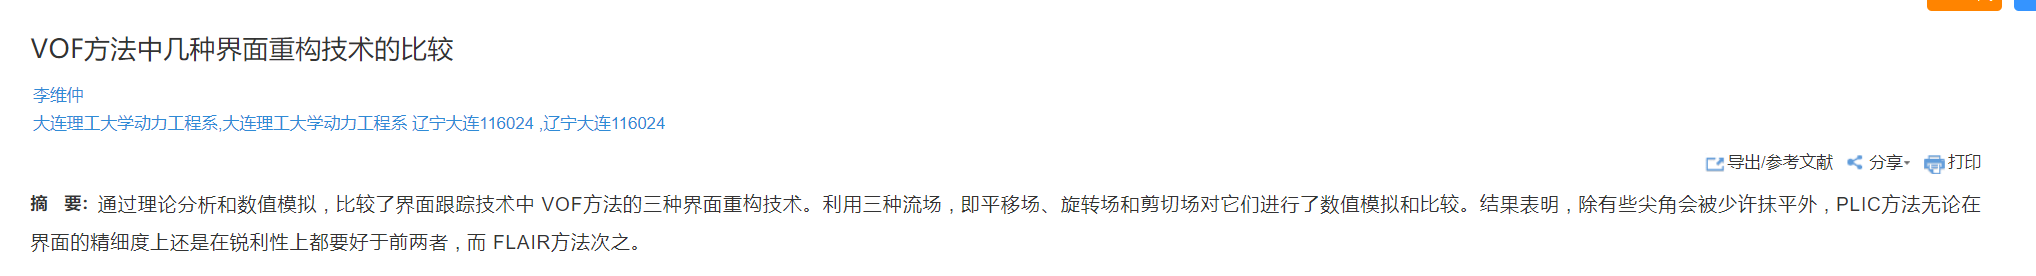 VOF方法中几种界面重构技术的比较
李维仲
大连理工大学动力工程系,大连理工大学动力工程系 辽宁大连116024 ,辽宁大连116024
导出/参考文献 分享 打印
摘 要: 通过理论分析和数值模拟，比较了界面跟踪技术中 VOF方法的三种界面重构技术。利用三种流场，即平移场、旋转场和剪切场对它们进行了数值模拟和比较。结果表明，除有些尖角会被少许抹平外，PLIC方法无论在
界面的精细度上还是在锐利性上都要好于前两者，而 FLAIR方法次之。